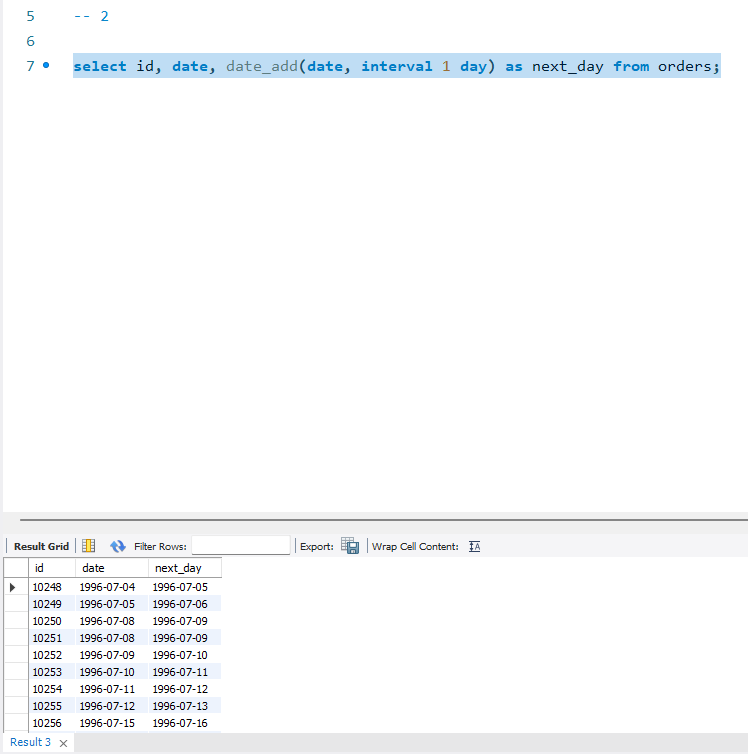 5 -- 2
6
7 select id, date, date_add(date, interval 1 day) as next_day from orders;
Result Grid Filter Rows: Export: Wrap Cell Content: IA
id date next_day
10248 1996-07-04 1996-07-05
10249 1996-07-05 1996-07-06
10250 1996-07-08 1996-07-09
10251 1996-07-08 1996-07-09
10252 1996-07-09 1996-07-10
10253 1996-07-10 1996-07-11
10254 1996-07-11 1996-07-12
10255 1996-07-12 1996-07-13
10256 1996-07-15 1996-07-16
Result 3